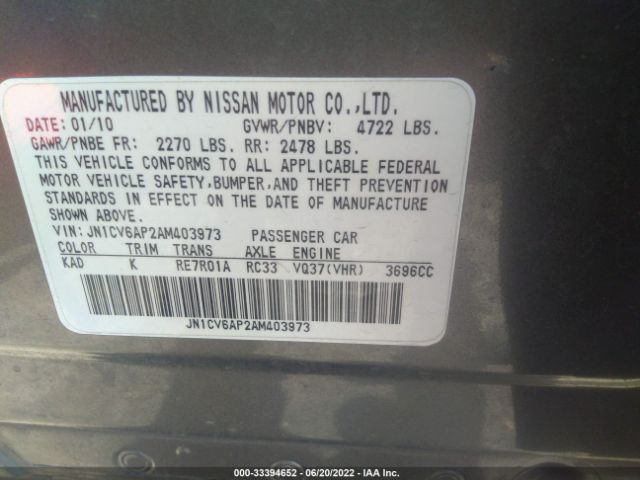 MANUFACTURED BY NISSAN MOTOR CO.,LTD.
DATE: 01/10 GVWR/PNBV: 4722 LBS.
GAWR/PNBE FR: 2270 LBS. RR: 2478 LBS.
THIS VEHICLE CONFORMS TO ALL APPLICABLE FEDERAL
MOTOR VEHICLE SAFETY,BUMPER,AND THEFT PREVENTION
STANDARDS IN EFFECT ON THE DATE OF MANUFACTURE
SHOWN ABOVE.
VIN: JN1CV6AP2AM403973 PASSENGER CAR
COLOR TRIM TRANS AXLE ENGINE
KAD K RE7R01A RC33 VQ37(VHR) 3696CC
JN1CV6AP2AM403973
000-33394652 | 06/20/2022 | IAA Inc.